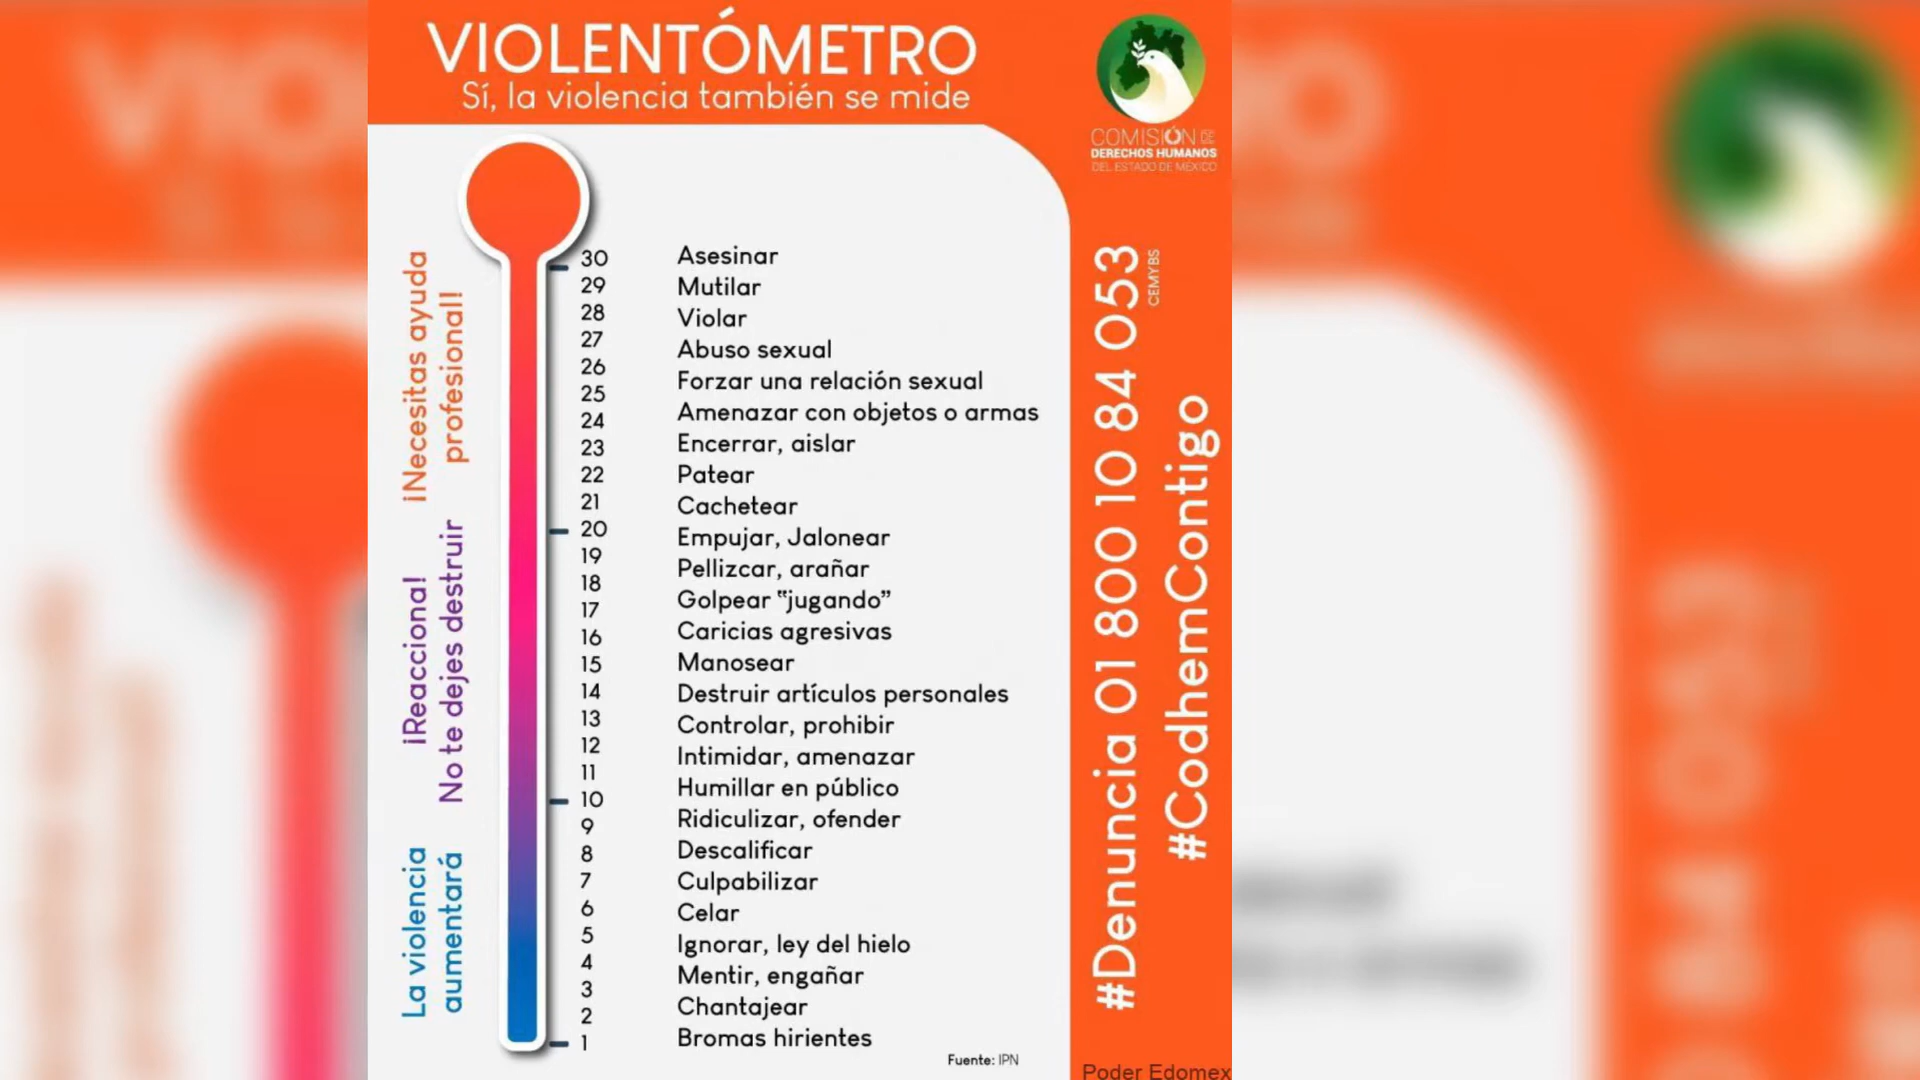 VIOLENTÓMETRO
Sí, la violencia también se mide
COMISIÓN DE
DERECHOS HUMANOS
DEL ESTADO DE MÉXICO
¡Necesitas ayuda
profesional!
¡Reacciona!
No te dejes destruir
La violencia
aumentará
30
29
28
27
26
25
24
23
22
21
20
19
18
17
16
15
14
13
12
11
10
9
8
7
6
5
4
3
2
1
Asesinar
Mutilar
Violar
Abuso sexual
Forzar una relación sexual
Amenazar con objetos o armas
Encerrar, aislar
Patear
Cachetear
Empujar, Jalonear
Pellizcar, arañar
Golpear "jugando"
Caricias agresivas
Manosear
Destruir artículos personales
Controlar, prohibir
Intimidar, amenazar
Humillar en público
Ridiculizar, ofender
Descalificar
Culpabilizar
Celar
Ignorar, ley del hielo
Mentir, engañar
Chantajear
Bromas hirientes
Fuente: IPN
#Denuncia 01 800 10 84 053
CEMYBS
#CodhemContigo
Poder Edomex